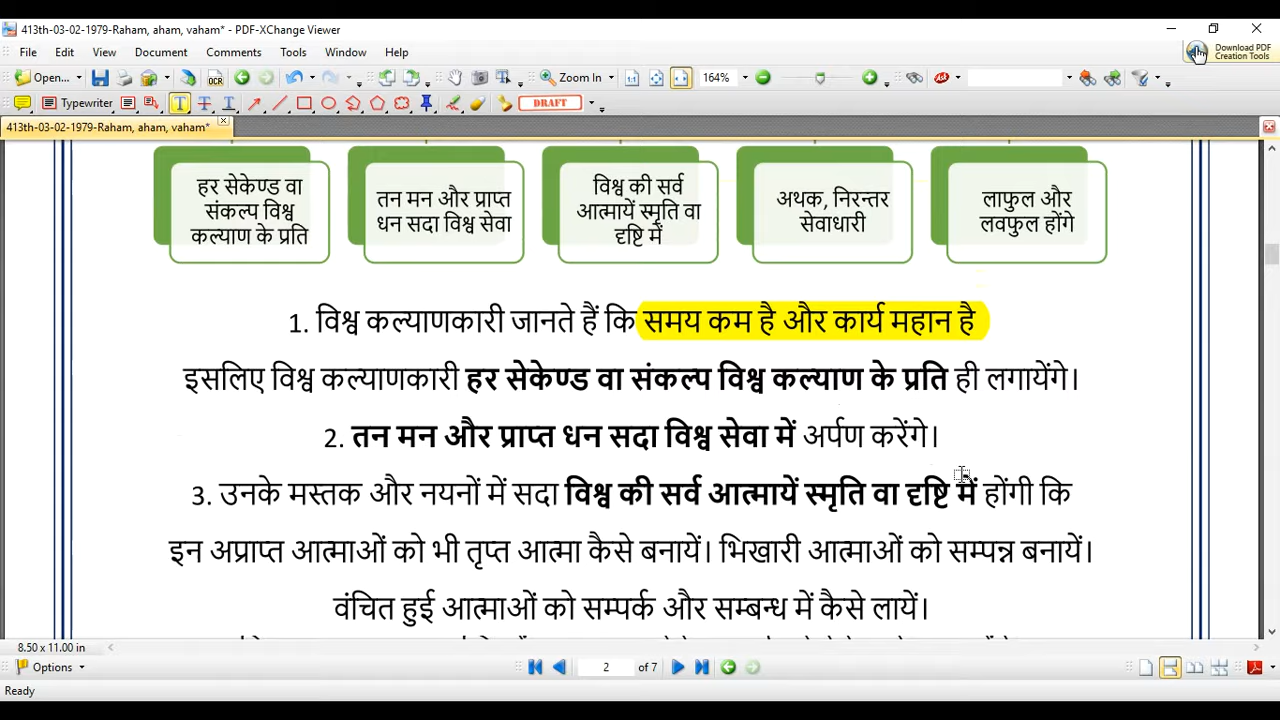 413th-03-02-1979-Raham, aham, vaham* - PDF-XChange Viewer
File Edit View Document Comments Tools Window Help
Download PDF
Creation Tools
Open... OCR Zoom In 164%
Typewriter DRAFT
413th-03-02-1979-Raham, aham, vaham*
हर सेकेण्ड वा
संकल्प विश्व
कल्याण के प्रति
तन मन और प्राप्त
धन सदा विश्व सेवा
विश्व की सर्व
आत्मायें स्मृति वा
दृष्टि में
अथक, निरन्तर
सेवाधारी
लाफुल और
लवफुल होंगे
1. विश्व कल्याणकारी जानते हैं कि समय कम है और कार्य महान है
इसलिए विश्व कल्याणकारी हर सेकेण्ड वा संकल्प विश्व कल्याण के प्रति ही लगायेंगे।
2. तन मन और प्राप्त धन सदा विश्व सेवा में अर्पण करेंगे।
3. उनके मस्तक और नयनों में सदा विश्व की सर्व आत्मायें स्मृति वा दृष्टि में होंगी कि
इन अप्राप्त आत्माओं को भी तृप्त आत्मा कैसे बनायें। भिखारी आत्माओं को सम्पन्न बनायें।
वंचित हुई आत्माओं को सम्पर्क और सम्बन्ध में कैसे लायें।
8.50 x 11.00 in
Options 2 of 7
Ready